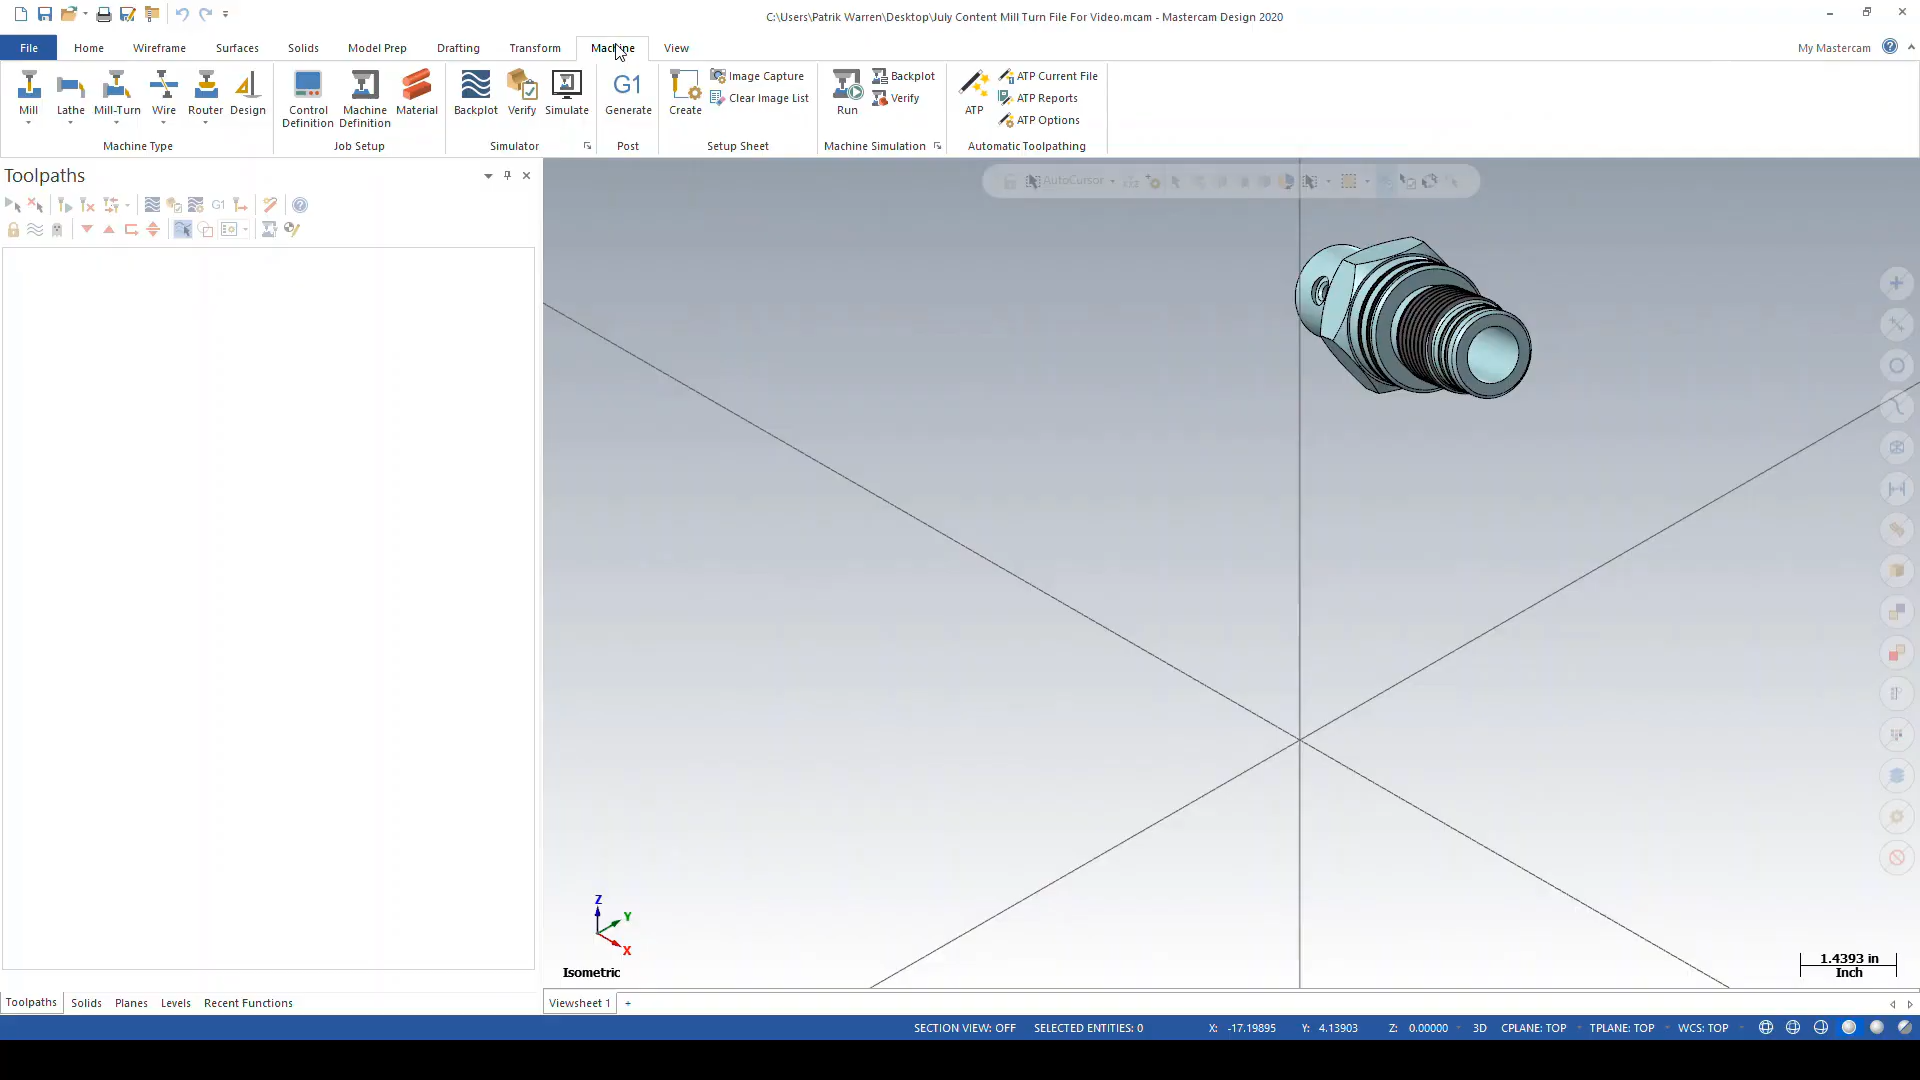 C:\Users\Patrik Warren\Desktop\July Content Mill Turn File For Video.mcam - Mastercam Design 2020
File Home Wireframe Surfaces Solids Model Prep Drafting Transform Machine View My Mastercam
Mill Lathe Mill-Turn Wire Router Design
Machine Type
Control Definition Machine Definition Material
Job Setup
Backplot Verify Simulate
Simulator
G1
Generate
Post
Create
Image Capture
Clear Image List
Setup Sheet
Run
Backplot
Verify
Machine Simulation
ATP
ATP Current File
ATP Reports
ATP Options
Automatic Toolpathing
Toolpaths
G1
AutoCursor
Z
Y
X
Isometric
1.4393 in
Inch
Toolpaths Solids Planes Levels Recent Functions
Viewsheet 1 +
SECTION VIEW: OFF SELECTED ENTITIES: 0 X: -17.19895 Y: 4.13903 Z: 0.00000 3D CPLANE: TOP TPLANE: TOP WCS: TOP